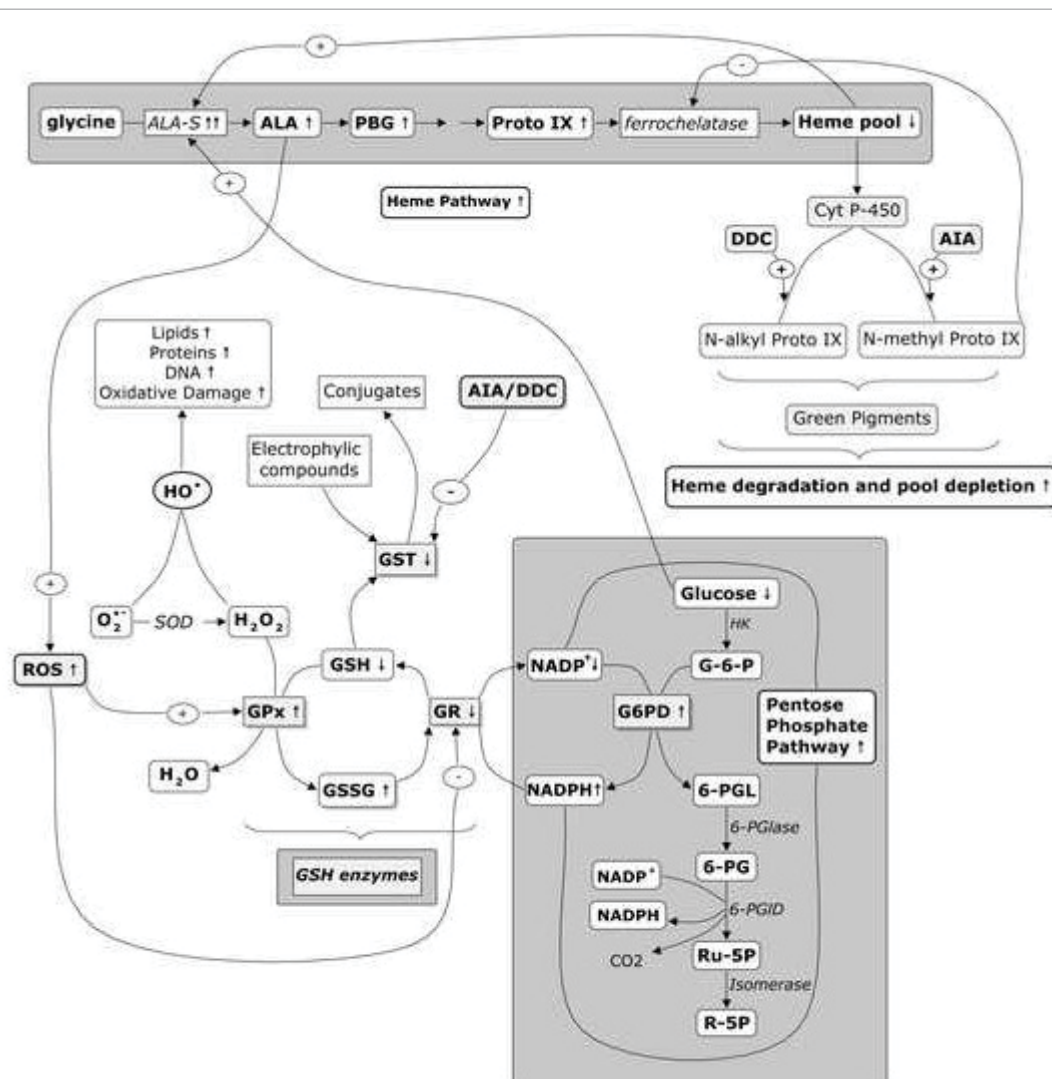 +
-
glycine
ALA-S ↑↑
ALA ↑
PBG ↑
Proto IX ↑
ferrochelatase
Heme pool ↓
+
Heme Pathway ↑
Cyt P-450
DDC
AIA
+
+
N-alkyl Proto IX
N-methyl Proto IX
Green Pigments
Heme degradation and pool depletion ↑
Lipids ↑
Proteins ↑
DNA ↑
Oxidative Damage ↑
Conjugates
AIA/DDC
Electrophylic
compounds
HO•
-
GST ↓
+
O2•-
SOD
H2O2
ROS ↑
GSH ↓
+
GPx ↑
GR ↓
H2O
GSSG ↑
-
GSH enzymes
Glucose ↓
HK
NADP+↓
G-6-P
G6PD ↑
Pentose
Phosphate
Pathway ↑
NADPH↑
6-PGL
6-PGlase
6-PG
NADP+
NADPH
6-PGlD
CO2
Ru-5P
Isomerase
R-5P